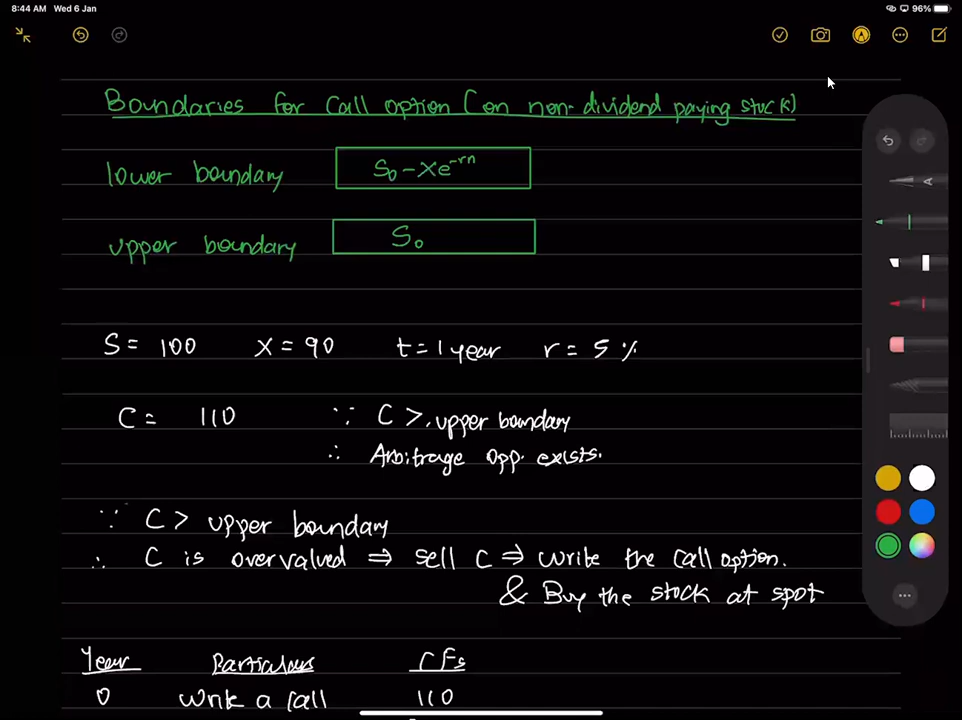 8:44 AM Wed 6 Jan 96%
Boundaries for Call Option (on non-dividend paying stock)
lower boundary S₀ - Xe⁻ʳⁿ
upper boundary S₀
S = 100 X = 90 t = 1 year r = 5 %
C = 110 ∵ C > upper boundary
∴ Arbitrage Opp. exists.
∵ C > upper boundary
∴ C is overvalued ⇒ sell C ⇒ Write the Call option.
& Buy the stock at spot
Year Particulars CFs
0 Write a Call 110